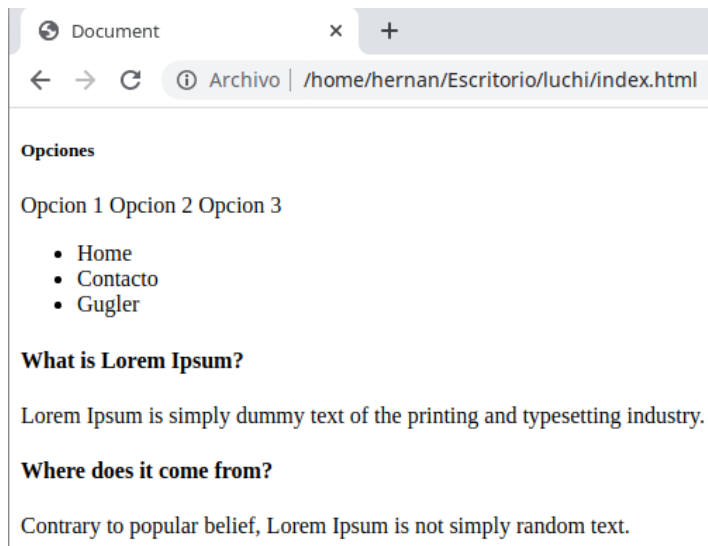 Document
Archivo | /home/hernan/Escritorio/luchi/index.html
Opciones
Opcion 1 Opcion 2 Opcion 3
Home
Contacto
Gugler
What is Lorem Ipsum?
Lorem Ipsum is simply dummy text of the printing and typesetting industry.
Where does it come from?
Contrary to popular belief, Lorem Ipsum is not simply random text.